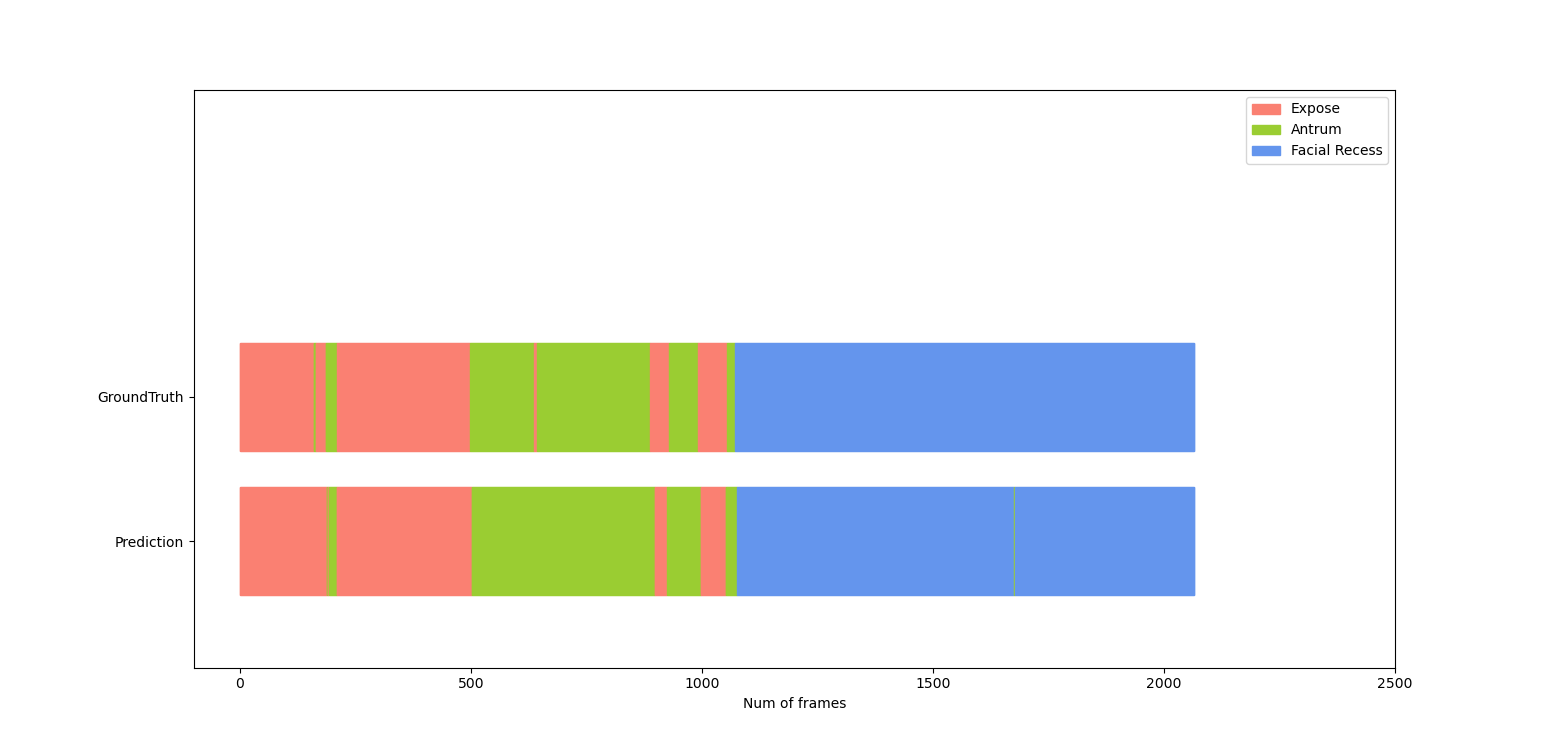 Expose
Antrum
Facial Recess
GroundTruth
Prediction
0 500 1000 1500 2000 2500
Num of frames